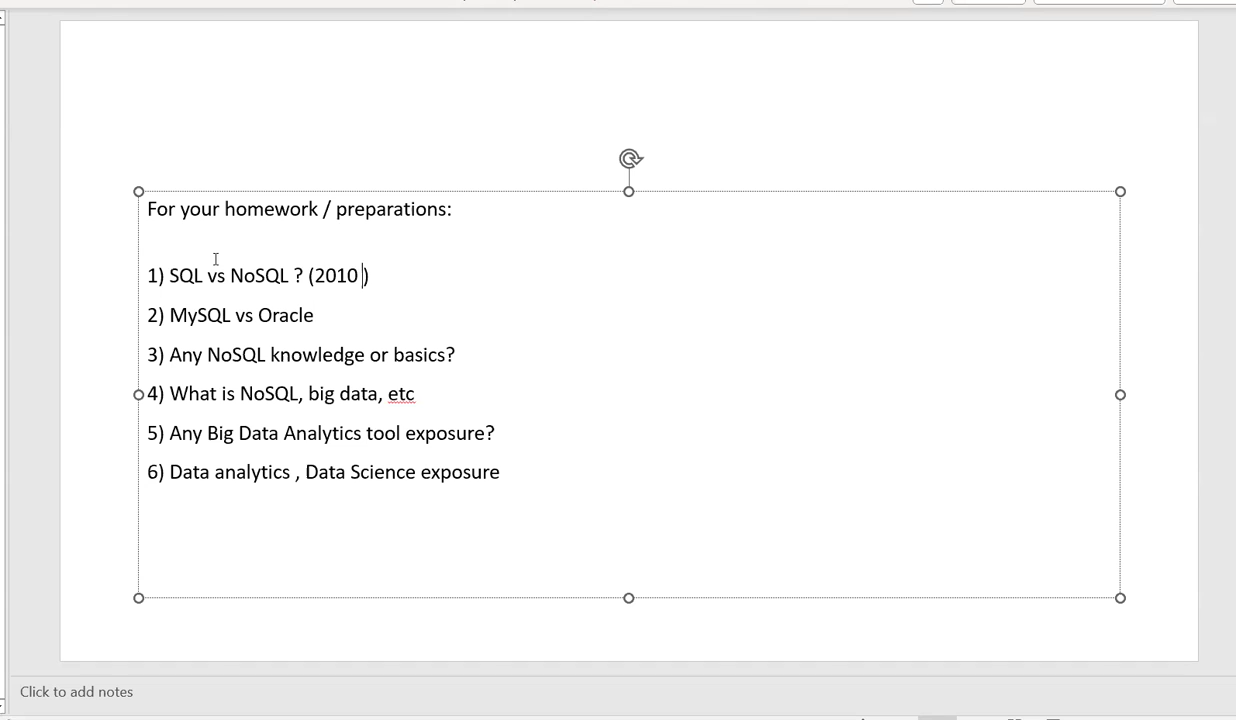 For your homework / preparations:
1) SQL vs NoSQL ? (2010 )
2) MySQL vs Oracle
3) Any NoSQL knowledge or basics?
4) What is NoSQL, big data, etc
5) Any Big Data Analytics tool exposure?
6) Data analytics , Data Science exposure
Click to add notes